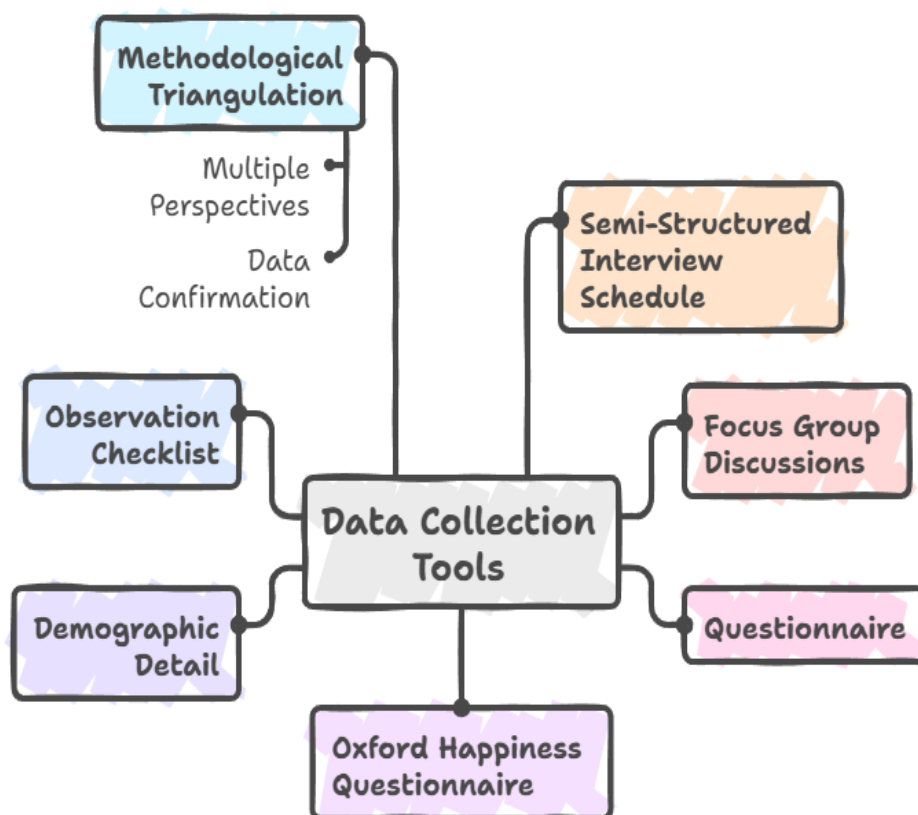 Methodological
Triangulation
Multiple
Perspectives
Data
Confirmation
Semi-Structured
Interview
Schedule
Observation
Checklist
Focus Group
Discussions
Data Collection
Tools
Demographic
Detail
Questionnaire
Oxford Happiness
Questionnaire